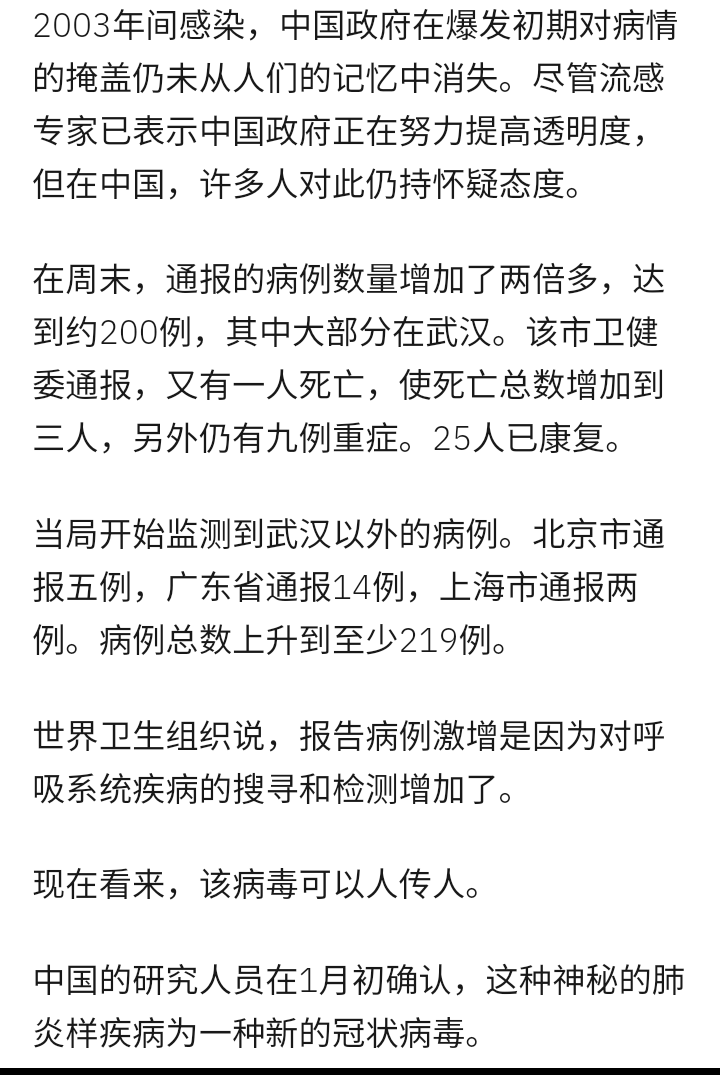 2003年间感染，中国政府在爆发初期对病情
的掩盖仍未从人们的记忆中消失。尽管流感
专家已表示中国政府正在努力提高透明度，
但在中国，许多人对此仍持怀疑态度。
在周末，通报的病例数量增加了两倍多，达
到约200例，其中大部分在武汉。该市卫健
委通报，又有一人死亡，使死亡总数增加到
三人，另外仍有九例重症。25人已康复。
当局开始监测到武汉以外的病例。北京市通
报五例，广东省通报14例，上海市通报两
例。病例总数上升到至少219例。
世界卫生组织说，报告病例激增是因为对呼
吸系统疾病的搜寻和检测增加了。
现在看来，该病毒可以人传人。
中国的研究人员在1月初确认，这种神秘的肺
炎样疾病为一种新的冠状病毒。